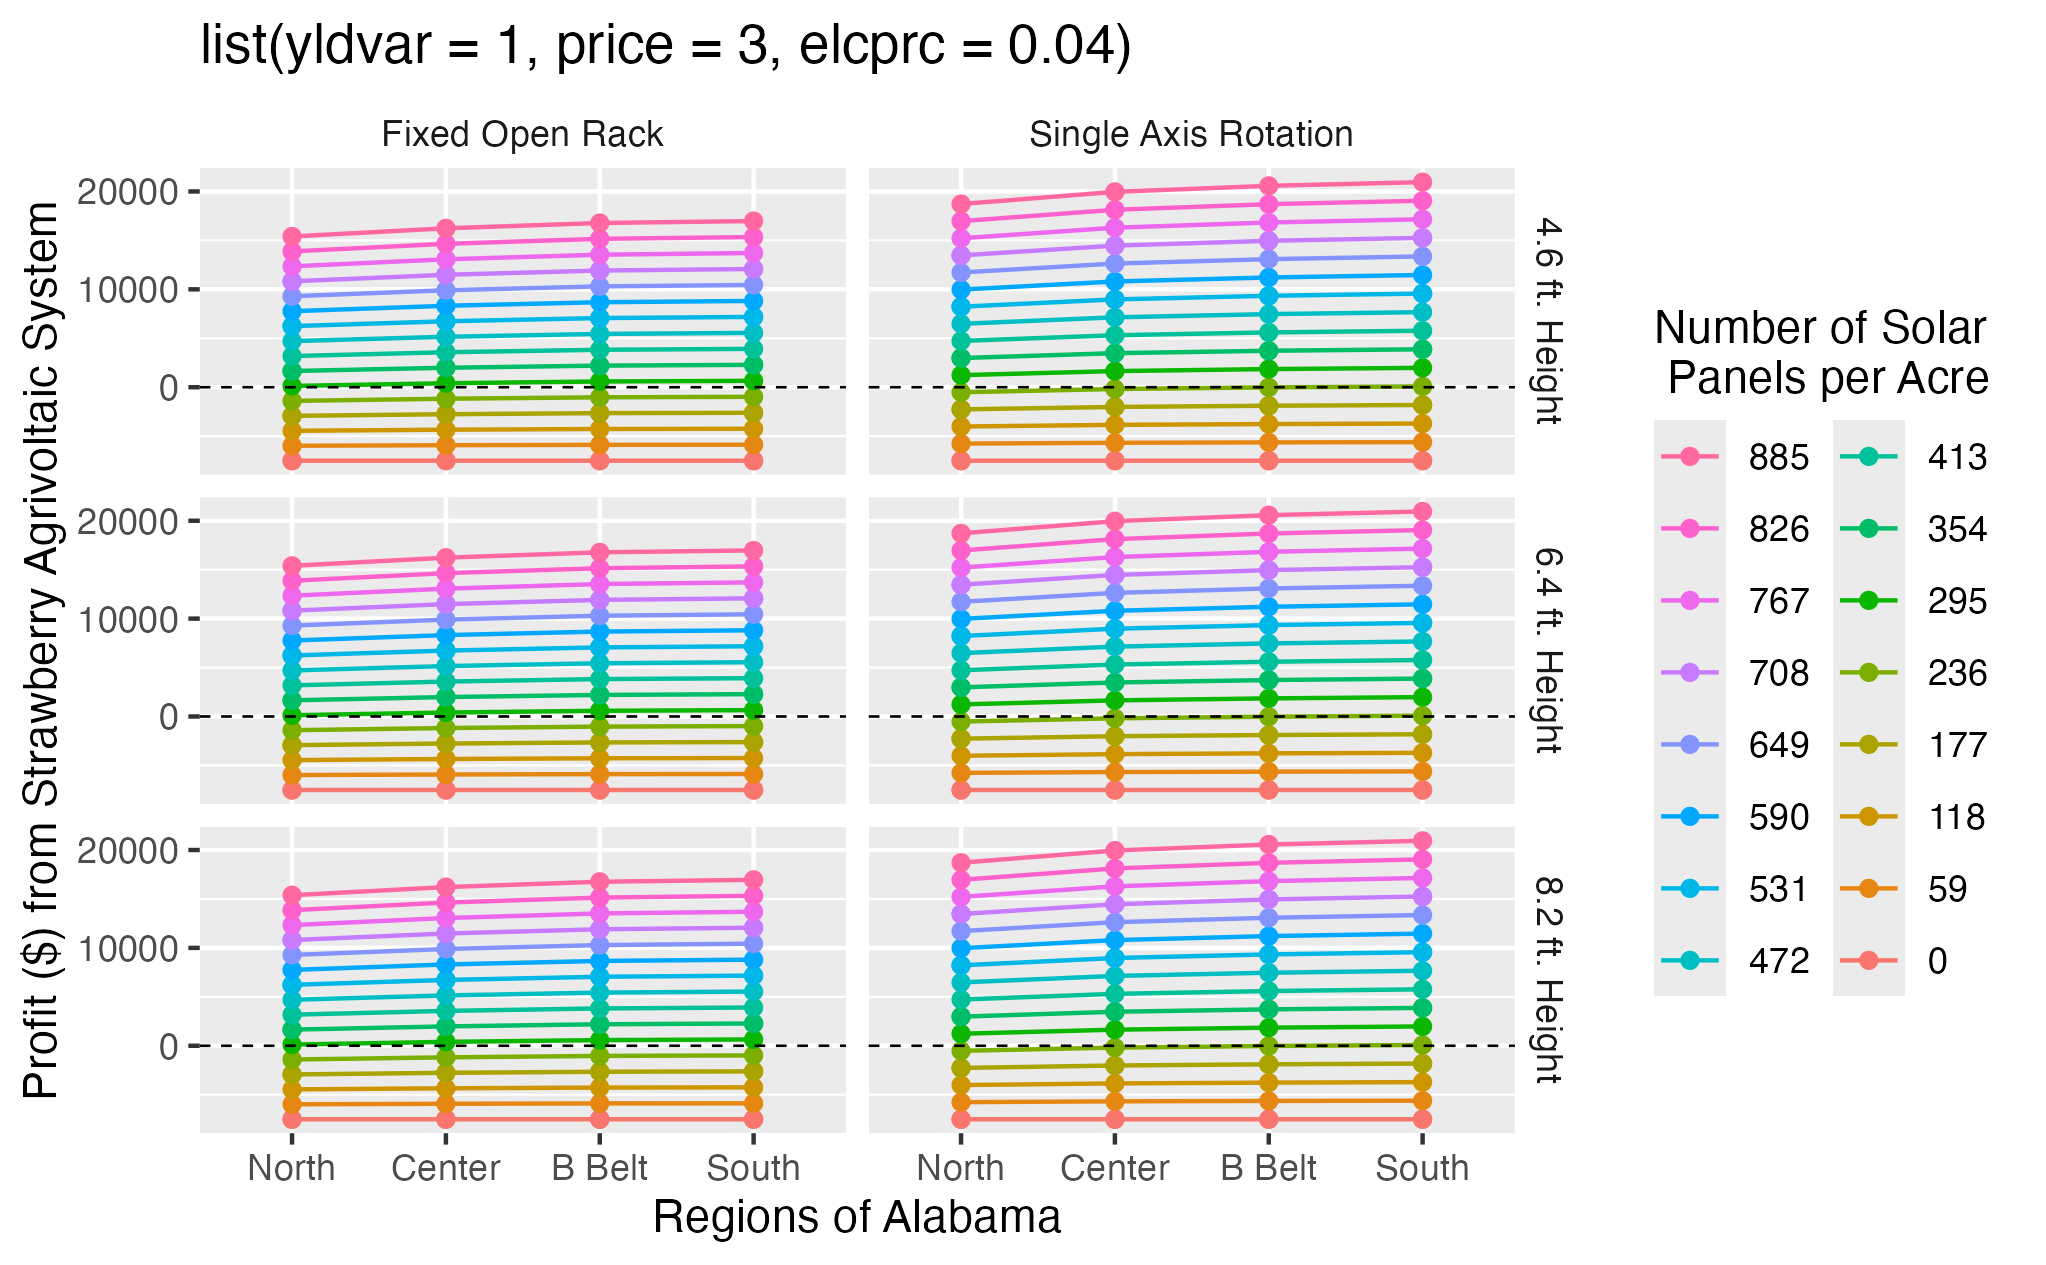 list(yldvar = 1, price = 3, elcprc = 0.04)
Fixed Open Rack
Single Axis Rotation
Profit ($) from Strawberry Agrivoltaic System
20000
10000
0
4.6 ft. Height
20000
10000
0
6.4 ft. Height
20000
10000
0
8.2 ft. Height
North Center B Belt South
North Center B Belt South
Regions of Alabama
Number of Solar
Panels per Acre
885 413
826 354
767 295
708 236
649 177
590 118
531 59
472 0